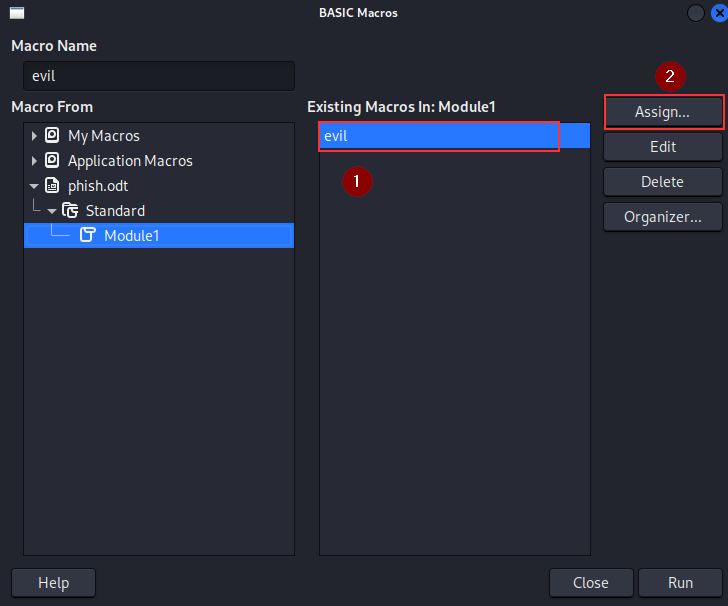 BASIC Macros
Macro Name
evil
Macro From
Existing Macros In: Module1
My Macros
Application Macros
phish.odt
Standard
Module1
evil
1
2
Assign...
Edit
Delete
Organizer...
Help
Close
Run